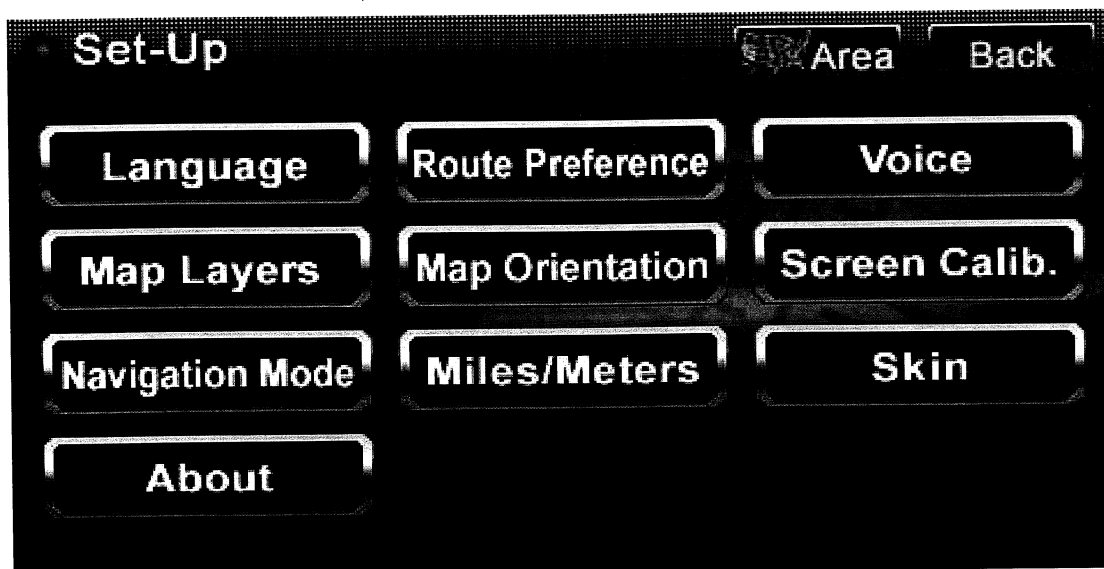 Set-Up
Area
Back
Language
Route Preference
Voice
Map Layers
Map Orientation
Screen Calib.
Navigation Mode
Miles/Meters
Skin
About